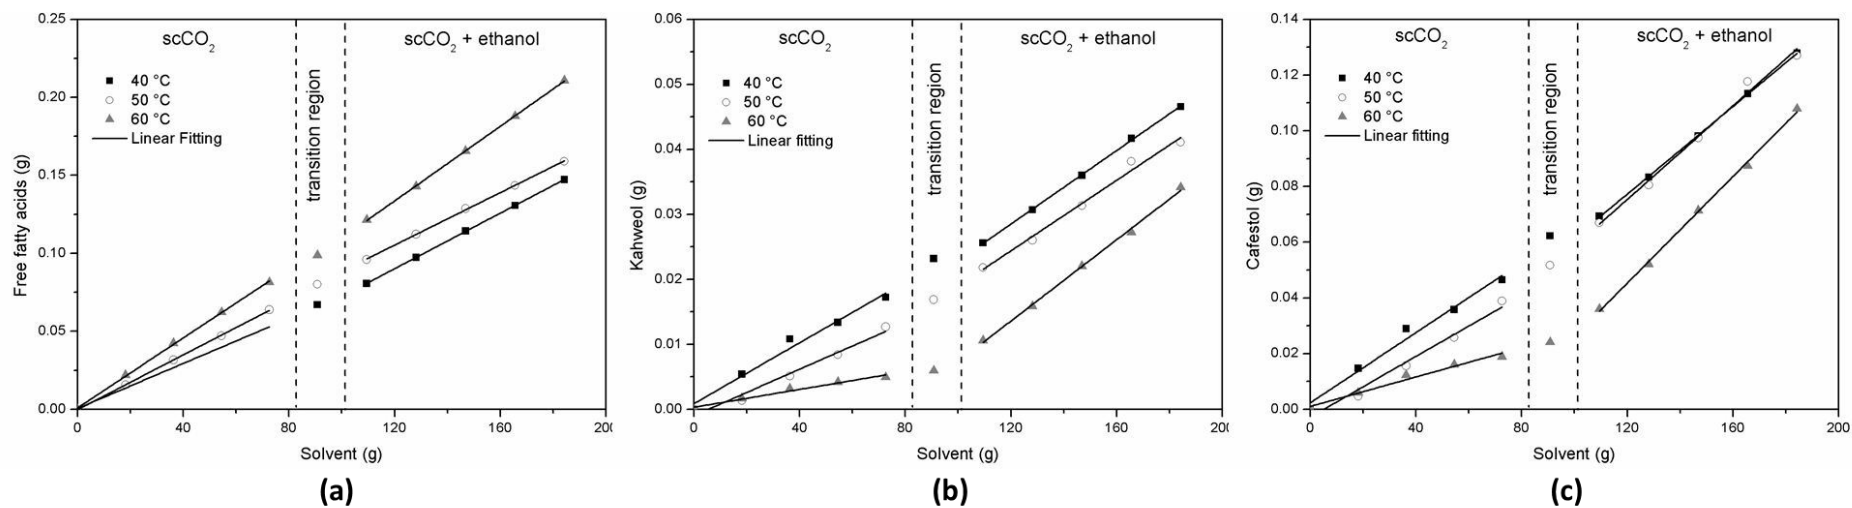 scCO2
scCO2 + ethanol
40 °C
50 °C
60 °C
Linear Fitting
transition region
Free fatty acids (g)
0.25
0.20
0.15
0.10
0.05
0.00
0 40 80 120 160 200
Solvent (g)
(a)
scCO2
scCO2 + ethanol
40 °C
50 °C
60 °C
Linear fitting
transition region
Kahweol (g)
0.06
0.05
0.04
0.03
0.02
0.01
0.00
0 40 80 120 160 200
Solvent (g)
(b)
scCO2
scCO2 + ethanol
40 °C
50 °C
60 °C
Linear fitting
transition region
Cafestol (g)
0.14
0.12
0.10
0.08
0.06
0.04
0.02
0.00
0 40 80 120 160 200
Solvent (g)
(c)